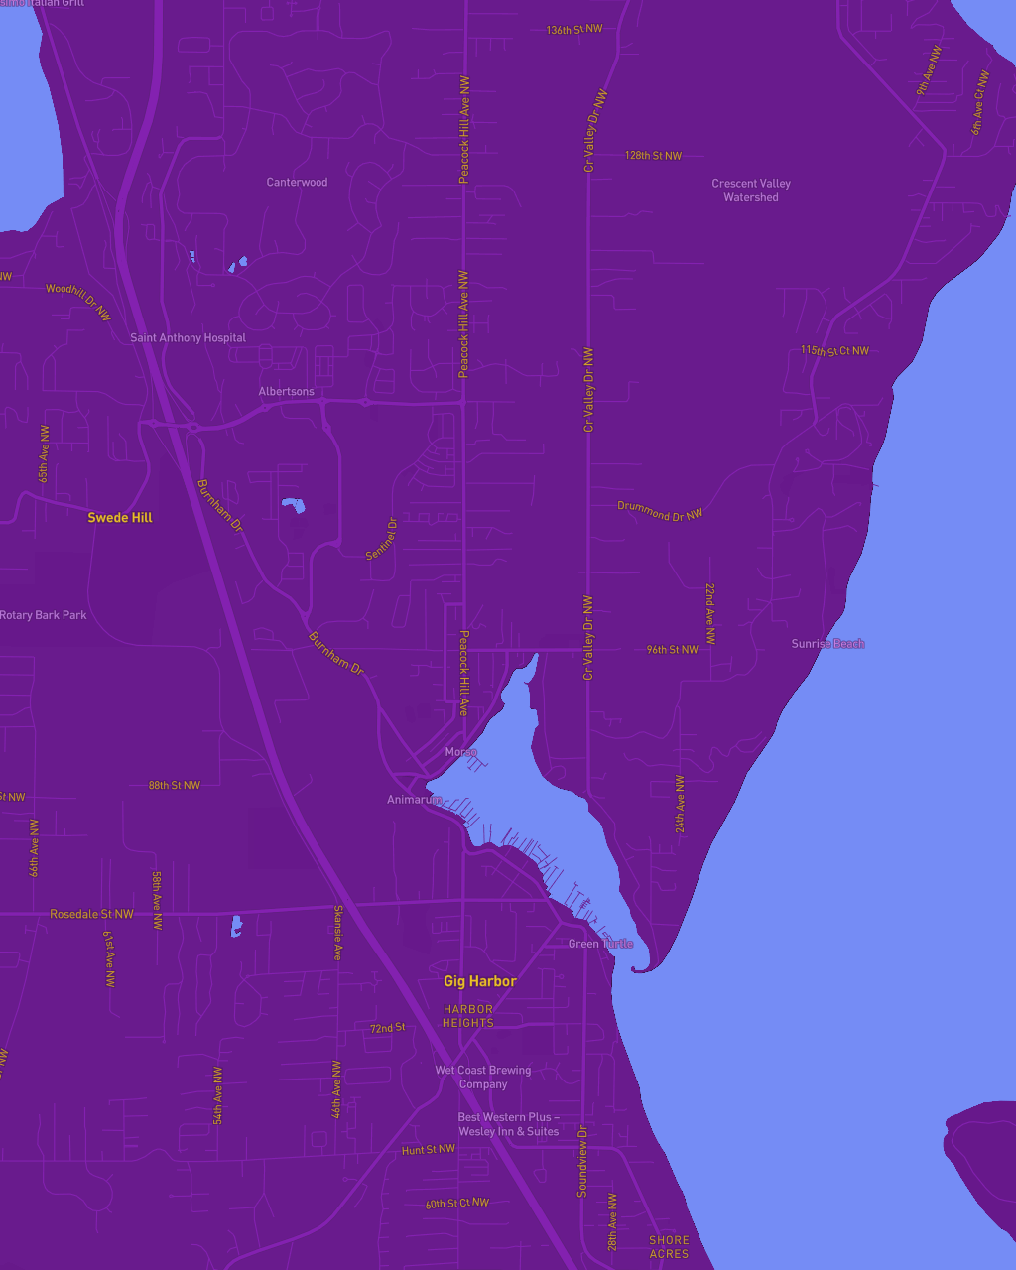 Italian Grill
136th St NW
9th Ave NW
6th Ave Ct NW
Peacock Hill Ave NW
Cr Valley Dr NW
128th St NW
Canterwood
Crescent Valley
Watershed
NW
Woodhill Dr NW
Peacock Hill Ave NW
Saint Anthony Hospital
115th St Ct NW
Cr Valley Dr NW
Albertsons
65th Ave NW
Burnham Dr
Swede Hill
Drummond Dr NW
Sentinel Dr
Rotary Bark Park
22nd Ave NW
Cr Valley Dr NW
Burnham Dr
Peacock Hill Ave
96th St NW
Sunrise Beach
Morso
88th St NW
St NW
Animarum
24th Ave NW
66th Ave NW
58th Ave NW
Rosedale St NW
Skansie Ave
61st Ave NW
Green Turtle
Gig Harbor
HARBOR
HEIGHTS
72nd St
NW
54th Ave NW
46th Ave NW
Wet Coast Brewing
Company
Best Western Plus –
Wesley Inn & Suites
Hunt St NW
Soundview Dr
60th St Ct NW
28th Ave NW
SHORE
ACRES